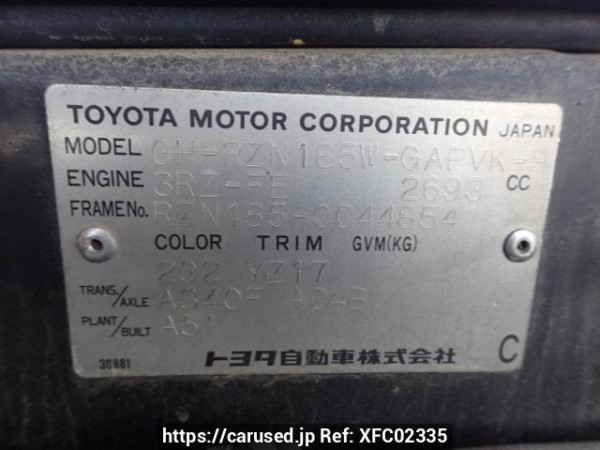 TOYOTA MOTOR CORPORATION JAPAN
MODEL GH-RZN185W-GAPVK-B
ENGINE 3RZ-FE 2693 CC
FRAME No. RZN185-0044854
COLOR TRIM GVM(KG)
202 YZ17
TRANS./AXLE A340F A04B
PLANT/BUILT A51
30881 トヨタ自動車株式会社 C
https://carused.jp Ref: XFC02335